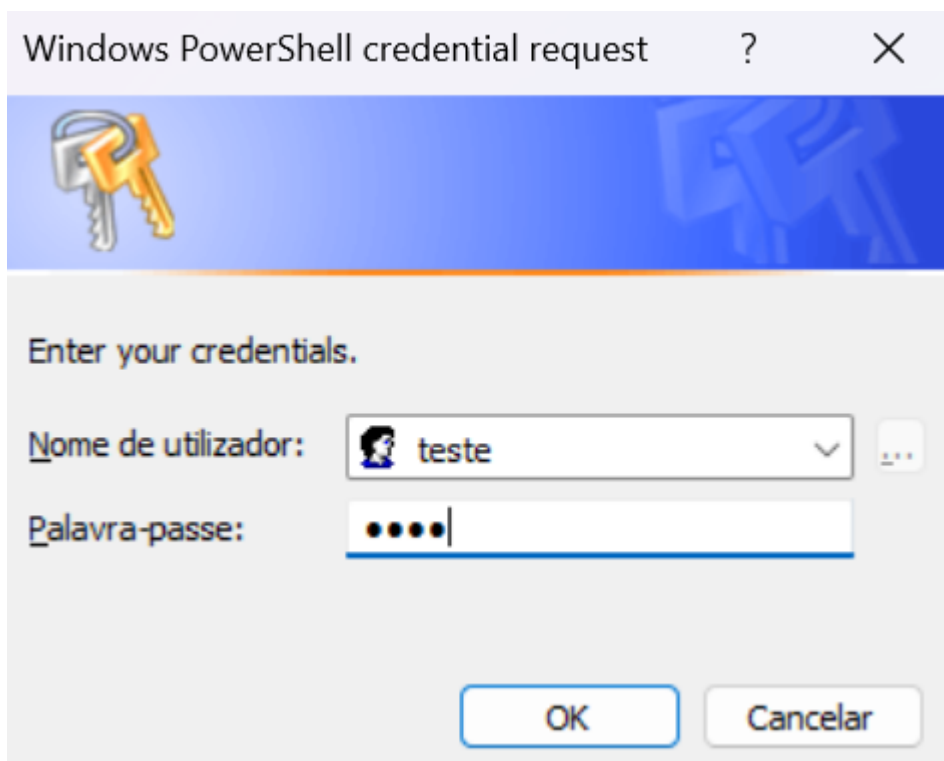 Windows PowerShell credential request ?
Enter your credentials.
Nome de utilizador: teste ...
Palavra-passe: ••••
OK Cancelar